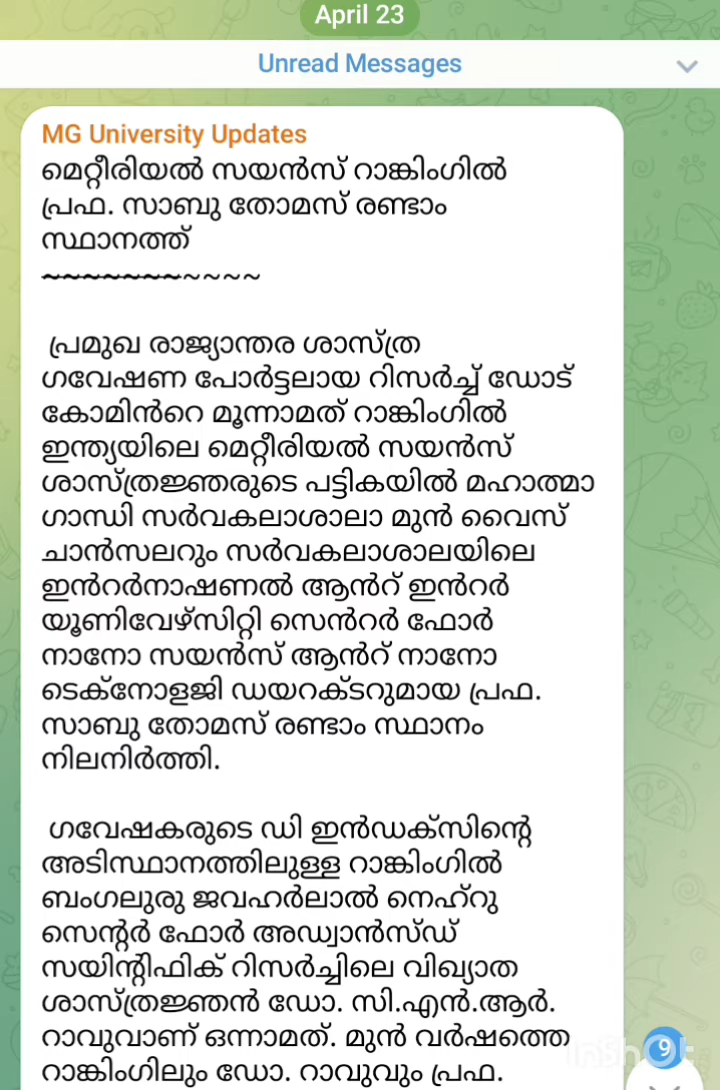 April 23
Unread Messages
MG University Updates
മെറ്റീരിയൽ സയൻസ് റാങ്കിംഗിൽ
പ്രഫ. സാബു തോമസ് രണ്ടാം
സ്ഥാനത്ത്
~~~~~~~~~~~
പ്രമുഖ രാജ്യാന്തര ശാസ്ത്ര
ഗവേഷണ പോർട്ടലായ റിസർച്ച് ഡോട്
കോമിൻറെ മൂന്നാമത് റാങ്കിംഗിൽ
ഇന്ത്യയിലെ മെറ്റീരിയൽ സയൻസ്
ശാസ്ത്രജ്ഞരുടെ പട്ടികയിൽ മഹാത്മാ
ഗാന്ധി സർവകലാശാലാ മുൻ വൈസ്
ചാൻസലറും സർവകലാശാലയിലെ
ഇൻറർനാഷണൽ ആൻറ് ഇൻറർ
യൂണിവേഴ്സിറ്റി സെൻറർ ഫോർ
നാനോ സയൻസ് ആൻറ് നാനോ
ടെക്നോളജി ഡയറക്ടറുമായ പ്രഫ.
സാബു തോമസ് രണ്ടാം സ്ഥാനം
നിലനിർത്തി.
ഗവേഷകരുടെ ഡി ഇൻഡക്സിന്റെ
അടിസ്ഥാനത്തിലുള്ള റാങ്കിംഗിൽ
ബംഗലുരു ജവഹർലാൽ നെഹ്റു
സെന്റർ ഫോർ അഡ്വാൻസ്ഡ്
സയിന്റിഫിക് റിസർച്ചിലെ വിഖ്യാത
ശാസ്ത്രജ്ഞൻ ഡോ. സി.എൻ.ആർ.
റാവുവാണ് ഒന്നാമത്. മുൻ വർഷത്തെ
റാങ്കിംഗിലും ഡോ. റാവുവും പ്രഫ.
9